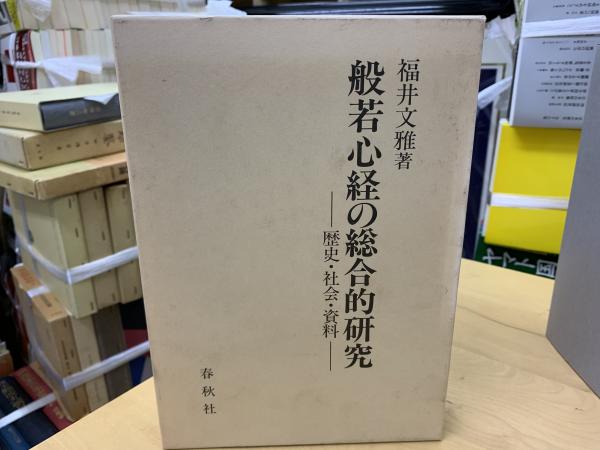 福井文雅著
般若心経の総合的研究
―歴史・社会・資料―
春秋社